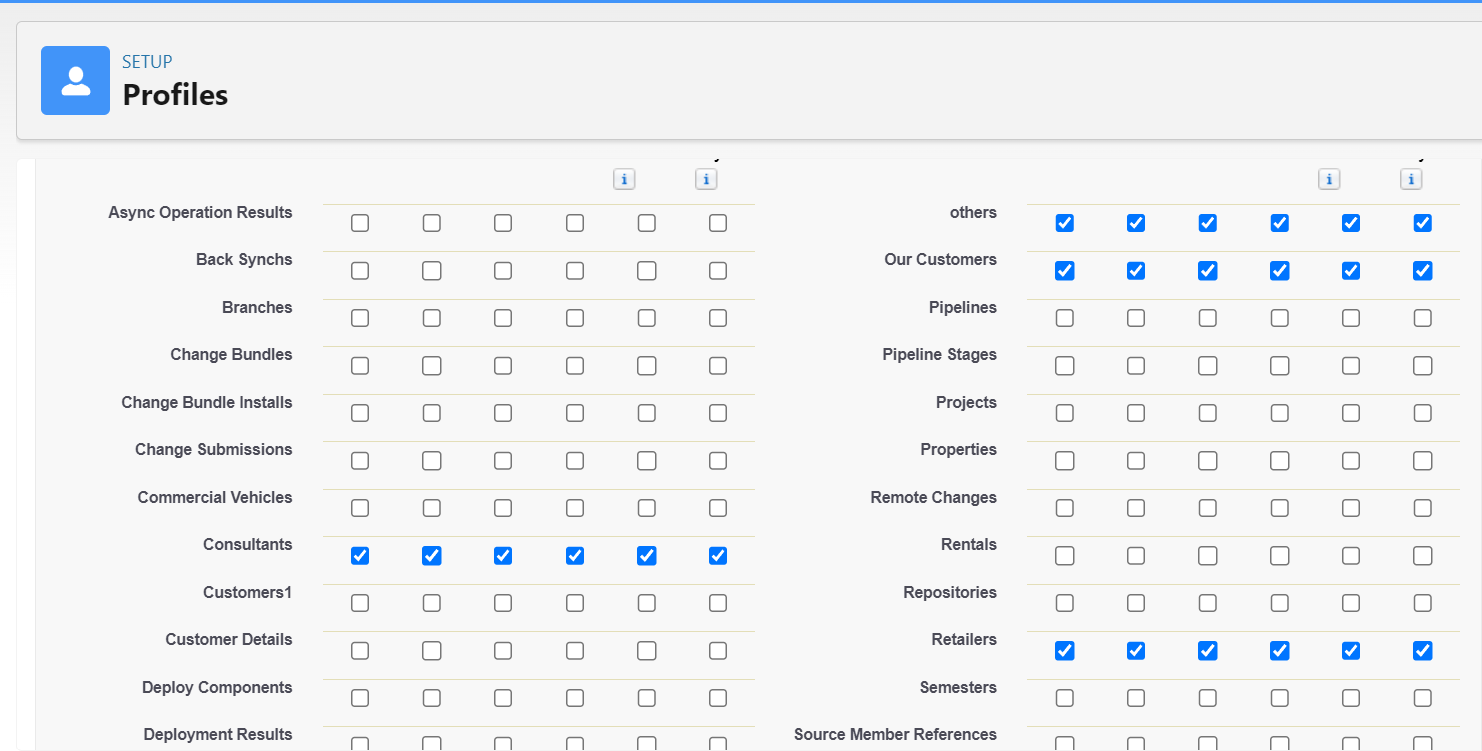 SETUP
Profiles
Async Operation Results
others
Back Synchs
Our Customers
Branches
Pipelines
Change Bundles
Pipeline Stages
Change Bundle Installs
Projects
Change Submissions
Properties
Commercial Vehicles
Remote Changes
Consultants
Rentals
Customers1
Repositories
Customer Details
Retailers
Deploy Components
Semesters
Deployment Results
Source Member References